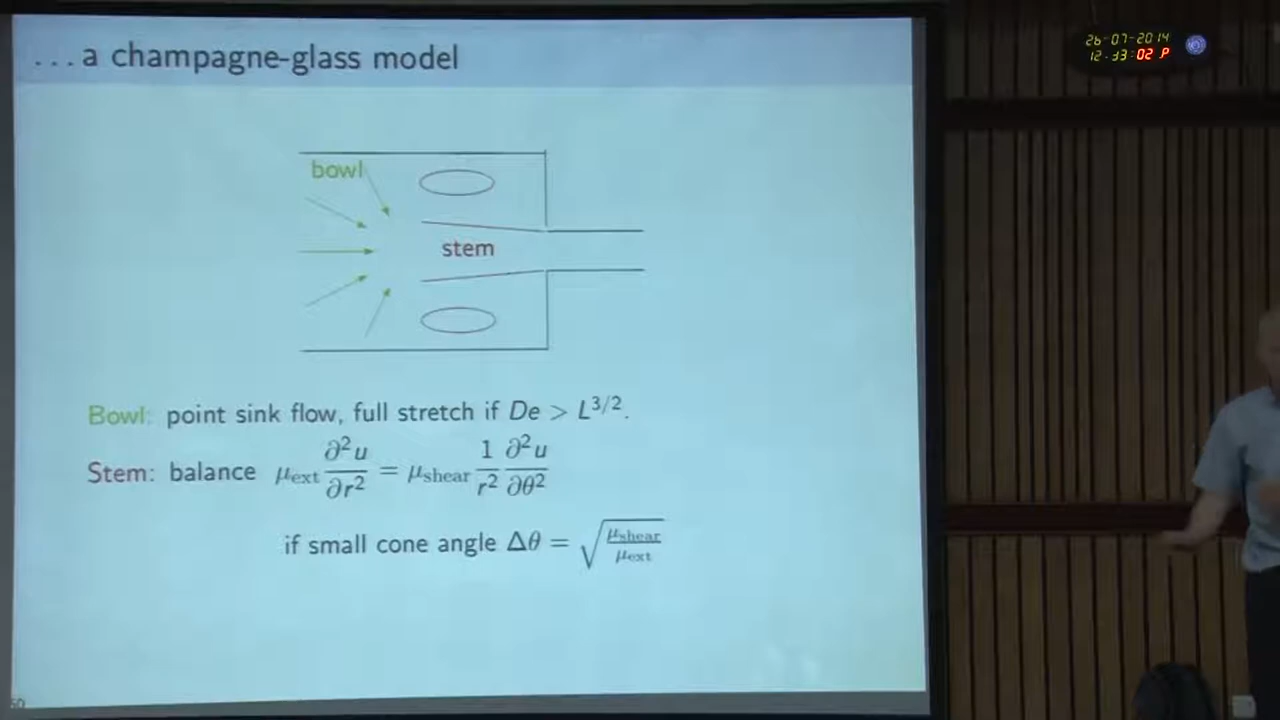 . . . a champagne-glass model
26-07-2014
12:33:02 P
bowl
stem
Bowl: point sink flow, full stretch if De > L^{3/2}.
Stem: balance μ_ext ∂²u/∂r² = μ_shear 1/r² ∂²u/∂θ²
if small cone angle Δθ = √(μ_shear/μ_ext)